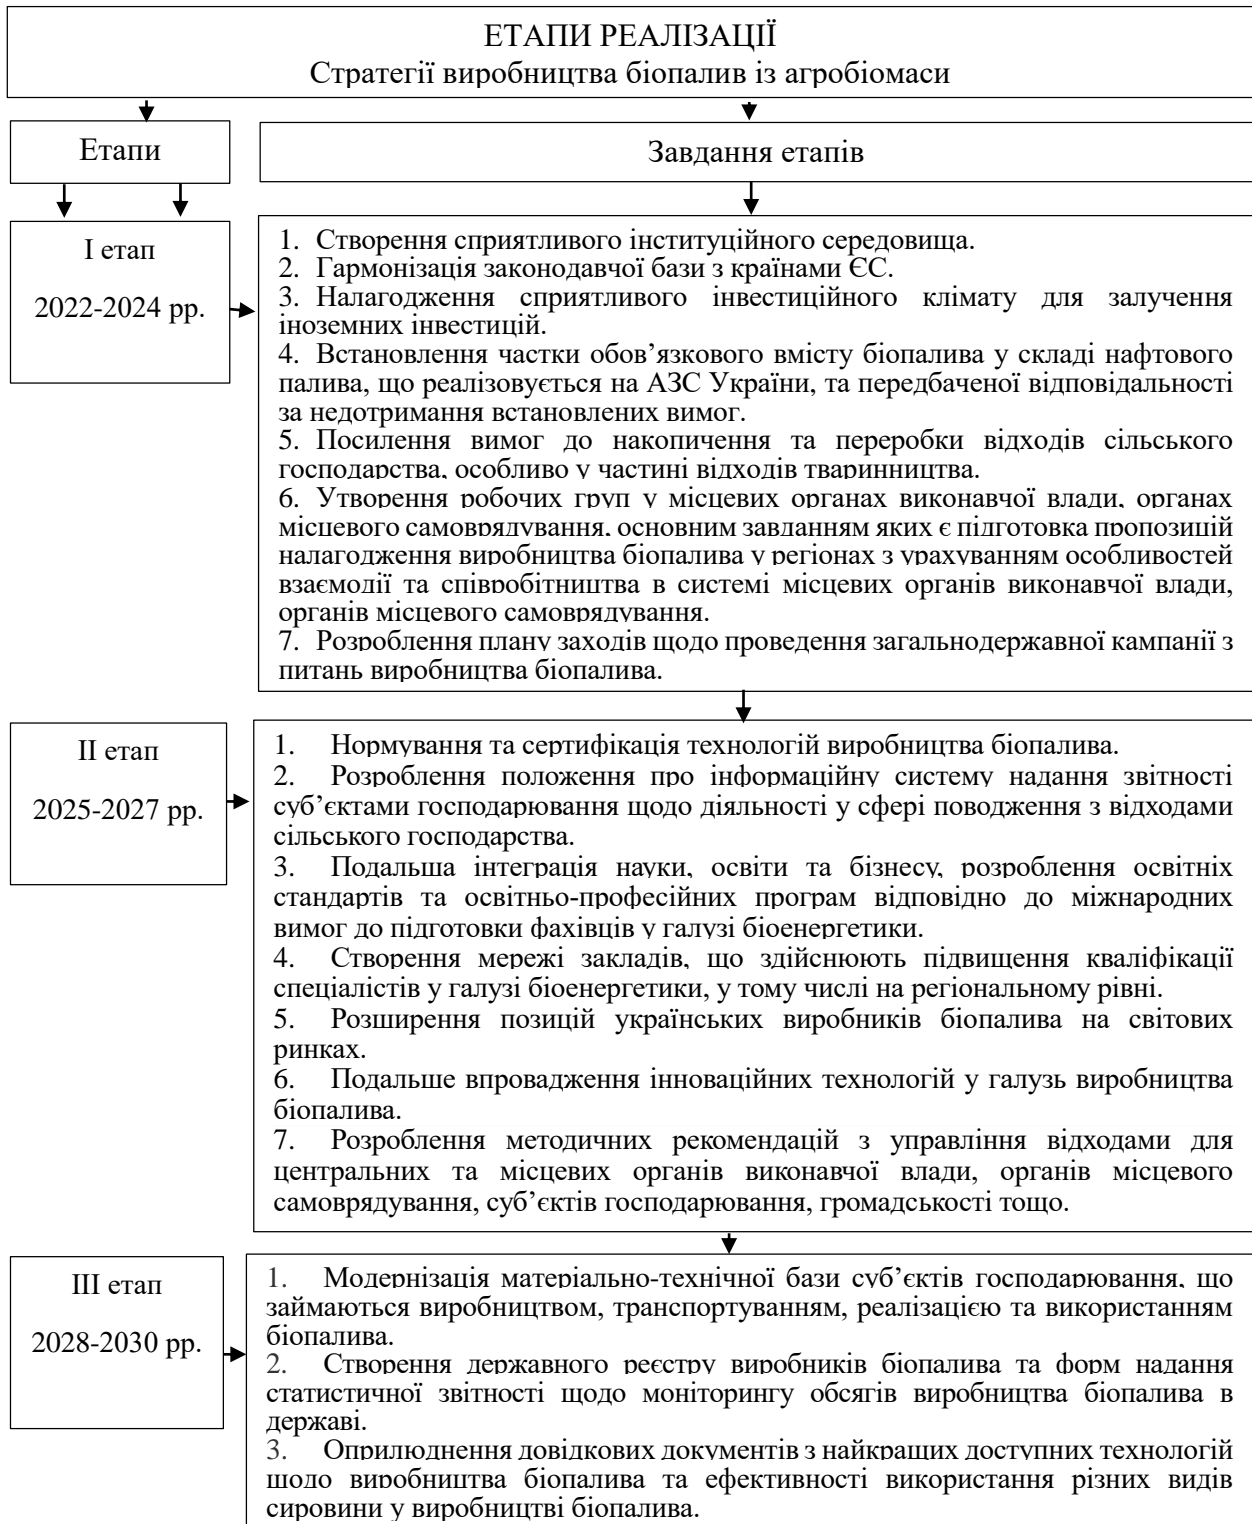 ЕТАПИ РЕАЛІЗАЦІЇ
Стратегії виробництва біопалив із агробіомаси
Етапи
Завдання етапів
І етап
2022-2024 рр.
1. Створення сприятливого інституційного середовища.
2. Гармонізація законодавчої бази з країнами ЄС.
3. Налагодження сприятливого інвестиційного клімату для залучення
іноземних інвестицій.
4. Встановлення частки обов’язкового вмісту біопалива у складі нафтового
палива, що реалізовується на АЗС України, та передбаченої відповідальності
за недотримання встановлених вимог.
5. Посилення вимог до накопичення та переробки відходів сільського
господарства, особливо у частині відходів тваринництва.
6. Утворення робочих груп у місцевих органах виконавчої влади, органах
місцевого самоврядування, основним завданням яких є підготовка пропозицій
налагодження виробництва біопалива у регіонах з урахуванням особливостей
взаємодії та співробітництва в системі місцевих органів виконавчої влади,
органів місцевого самоврядування.
7. Розроблення плану заходів щодо проведення загальнодержавної кампанії з
питань виробництва біопалива.
ІІ етап
2025-2027 рр.
1. Нормування та сертифікація технологій виробництва біопалива.
2. Розроблення положення про інформаційну систему надання звітності
суб’єктами господарювання щодо діяльності у сфері поводження з відходами
сільського господарства.
3. Подальша інтеграція науки, освіти та бізнесу, розроблення освітніх
стандартів та освітньо-професійних програм відповідно до міжнародних
вимог до підготовки фахівців у галузі біоенергетики.
4. Створення мережі закладів, що здійснюють підвищення кваліфікації
спеціалістів у галузі біоенергетики, у тому числі на регіональному рівні.
5. Розширення позицій українських виробників біопалива на світових
ринках.
6. Подальше впровадження інноваційних технологій у галузь виробництва
біопалива.
7. Розроблення методичних рекомендацій з управління відходами для
центральних та місцевих органів виконавчої влади, органів місцевого
самоврядування, суб’єктів господарювання, громадськості тощо.
ІІІ етап
2028-2030 рр.
1. Модернізація матеріально-технічної бази суб’єктів господарювання, що
займаються виробництвом, транспортуванням, реалізацією та використанням
біопалива.
2. Створення державного реєстру виробників біопалива та форм надання
статистичної звітності щодо моніторингу обсягів виробництва біопалива в
державі.
3. Оприлюднення довідкових документів з найкращих доступних технологій
щодо виробництва біопалива та ефективності використання різних видів
сировини у виробництві біопалива.